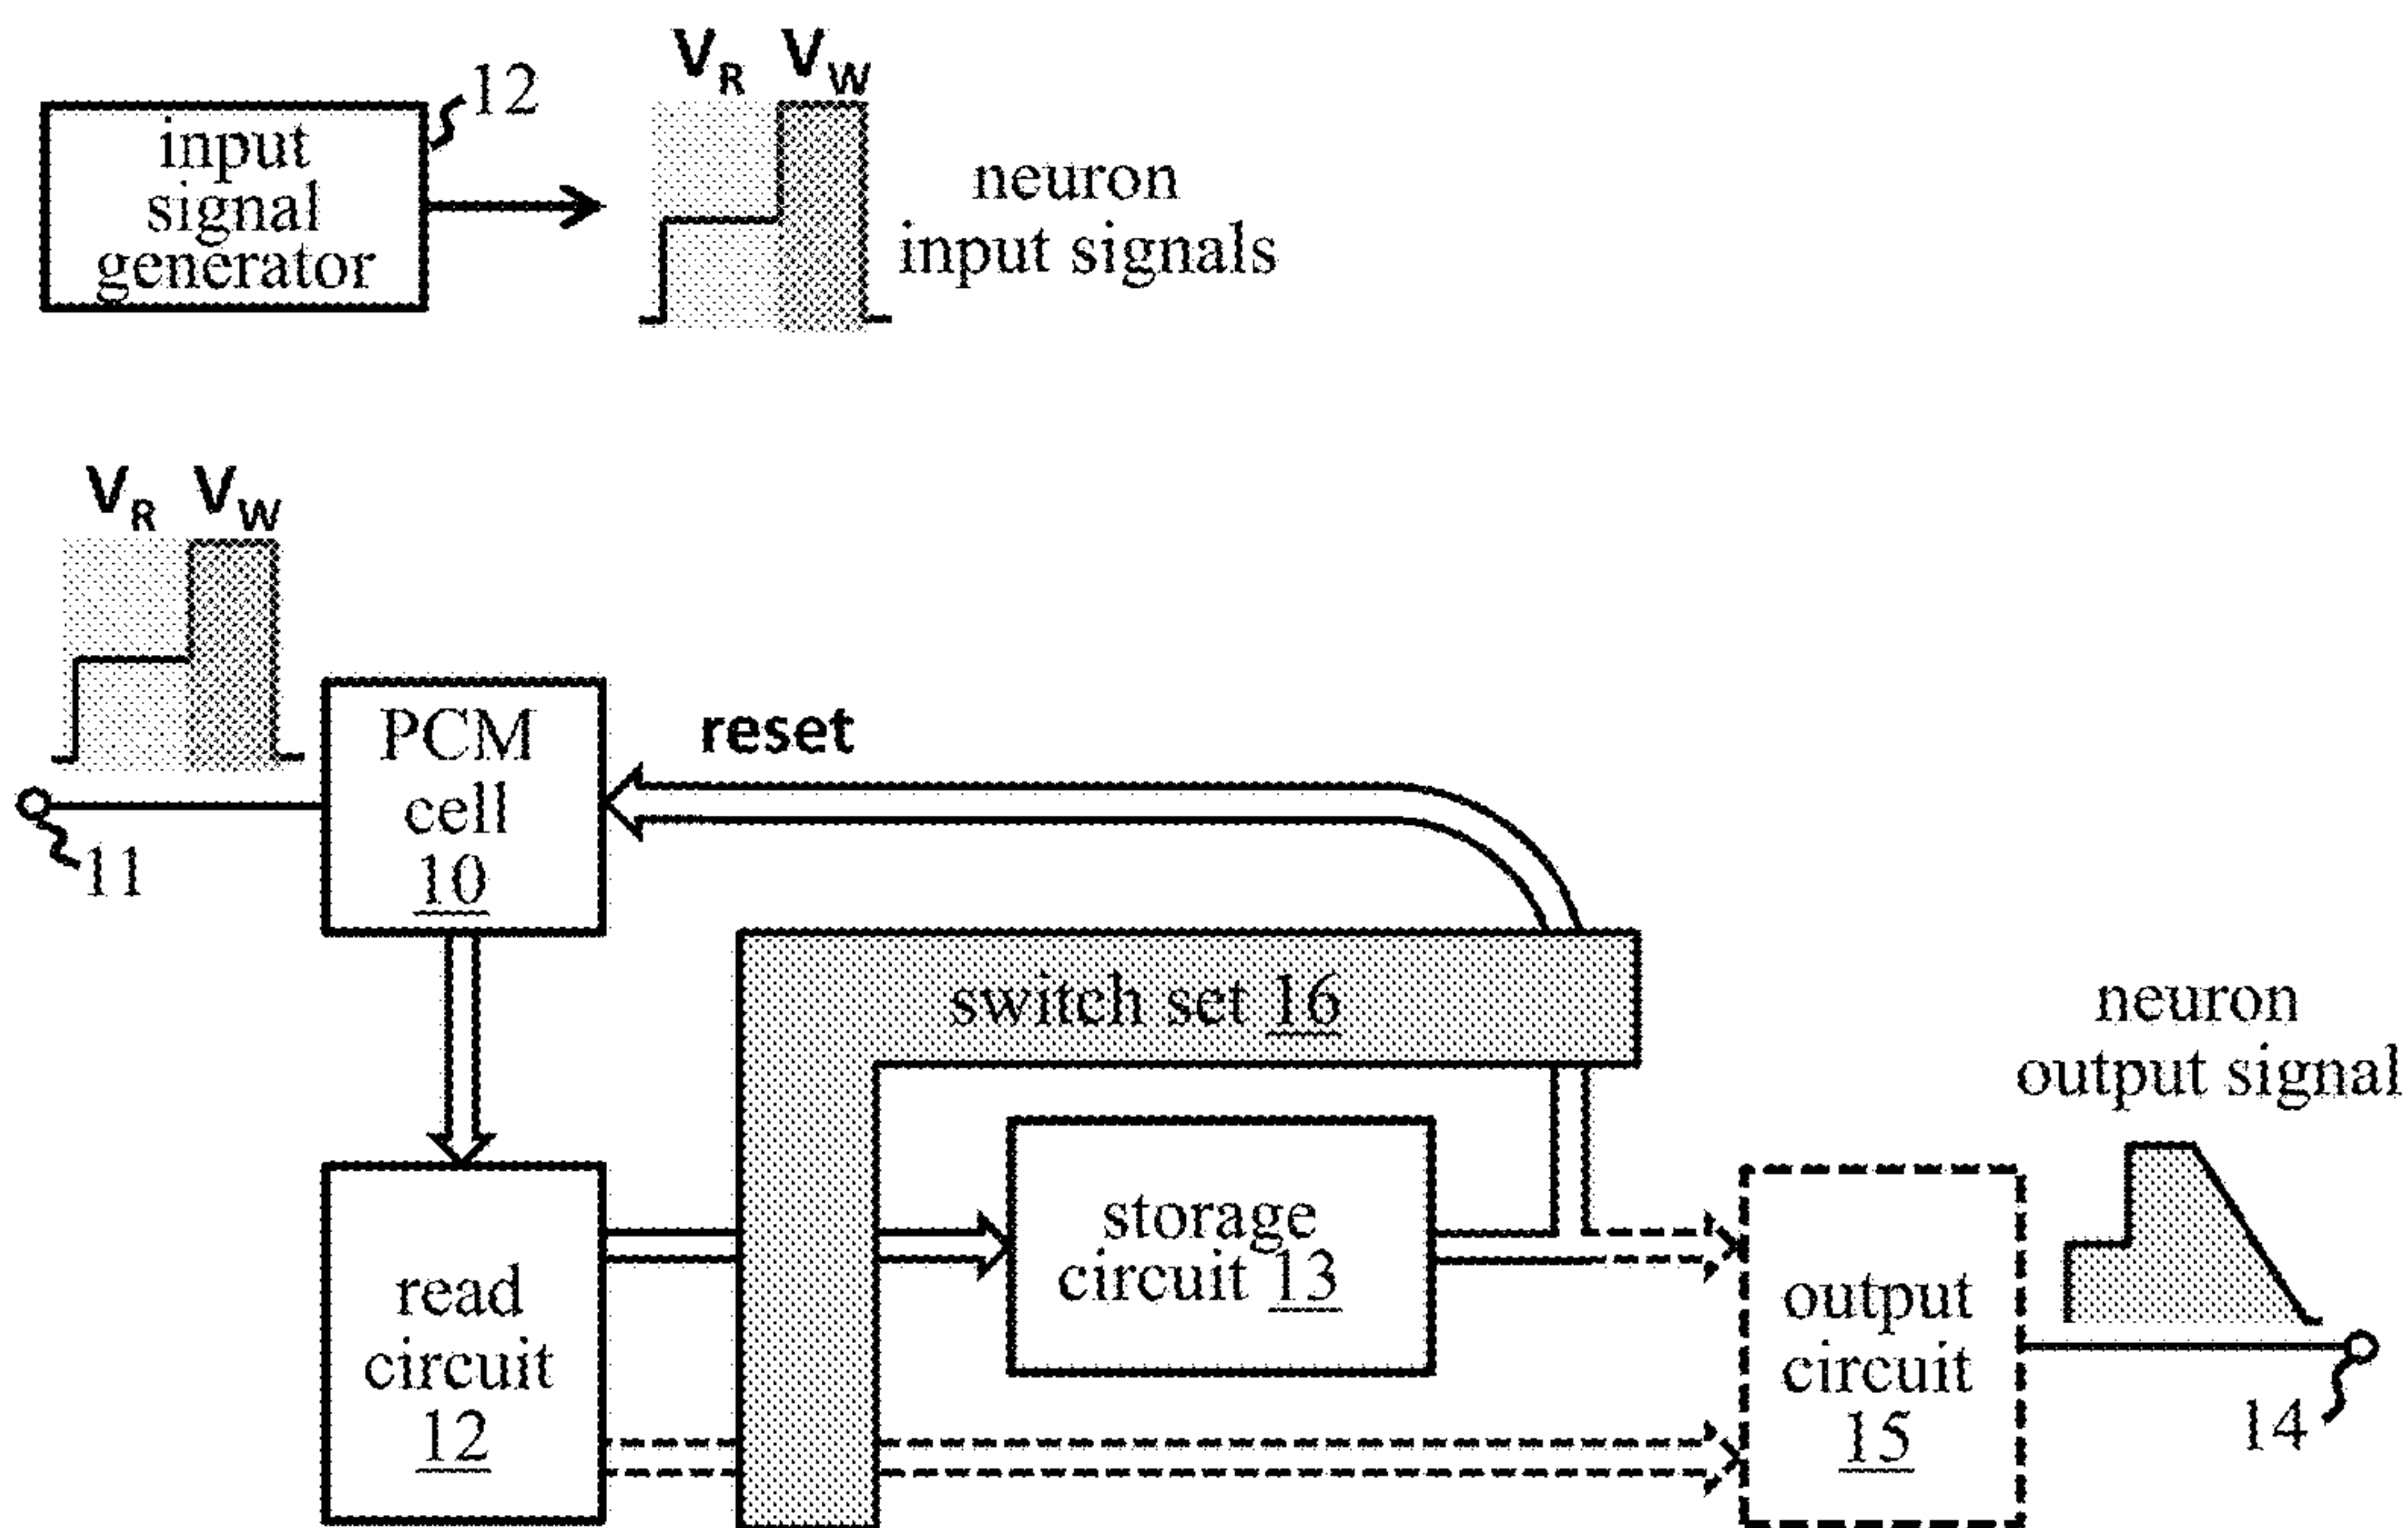 V_R V_W
12
input
signal
generator
neuron
input signals
V_R V_W
PCM
cell
10
11
reset
switch set 16
neuron
output signal
storage
circuit 13
read
circuit
12
output
circuit
15
14